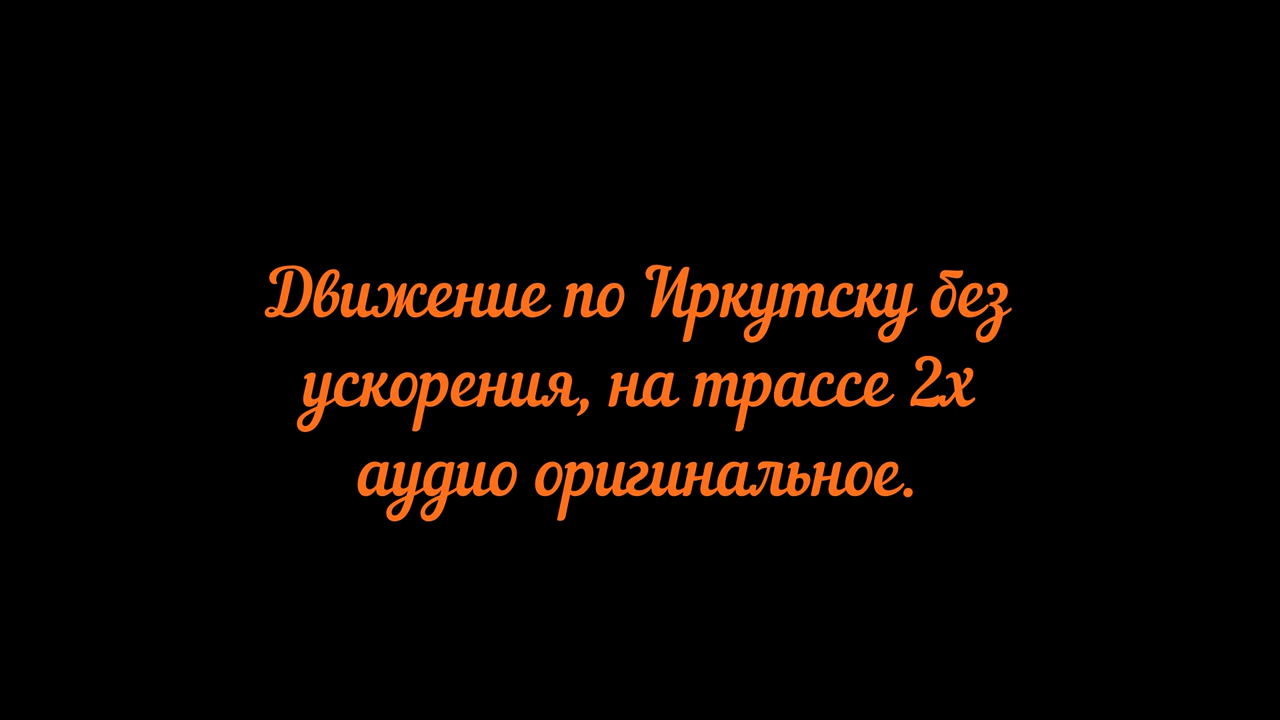 Движение по Иркутску без
ускорения, на трассе 2х
аудио оригинальное.